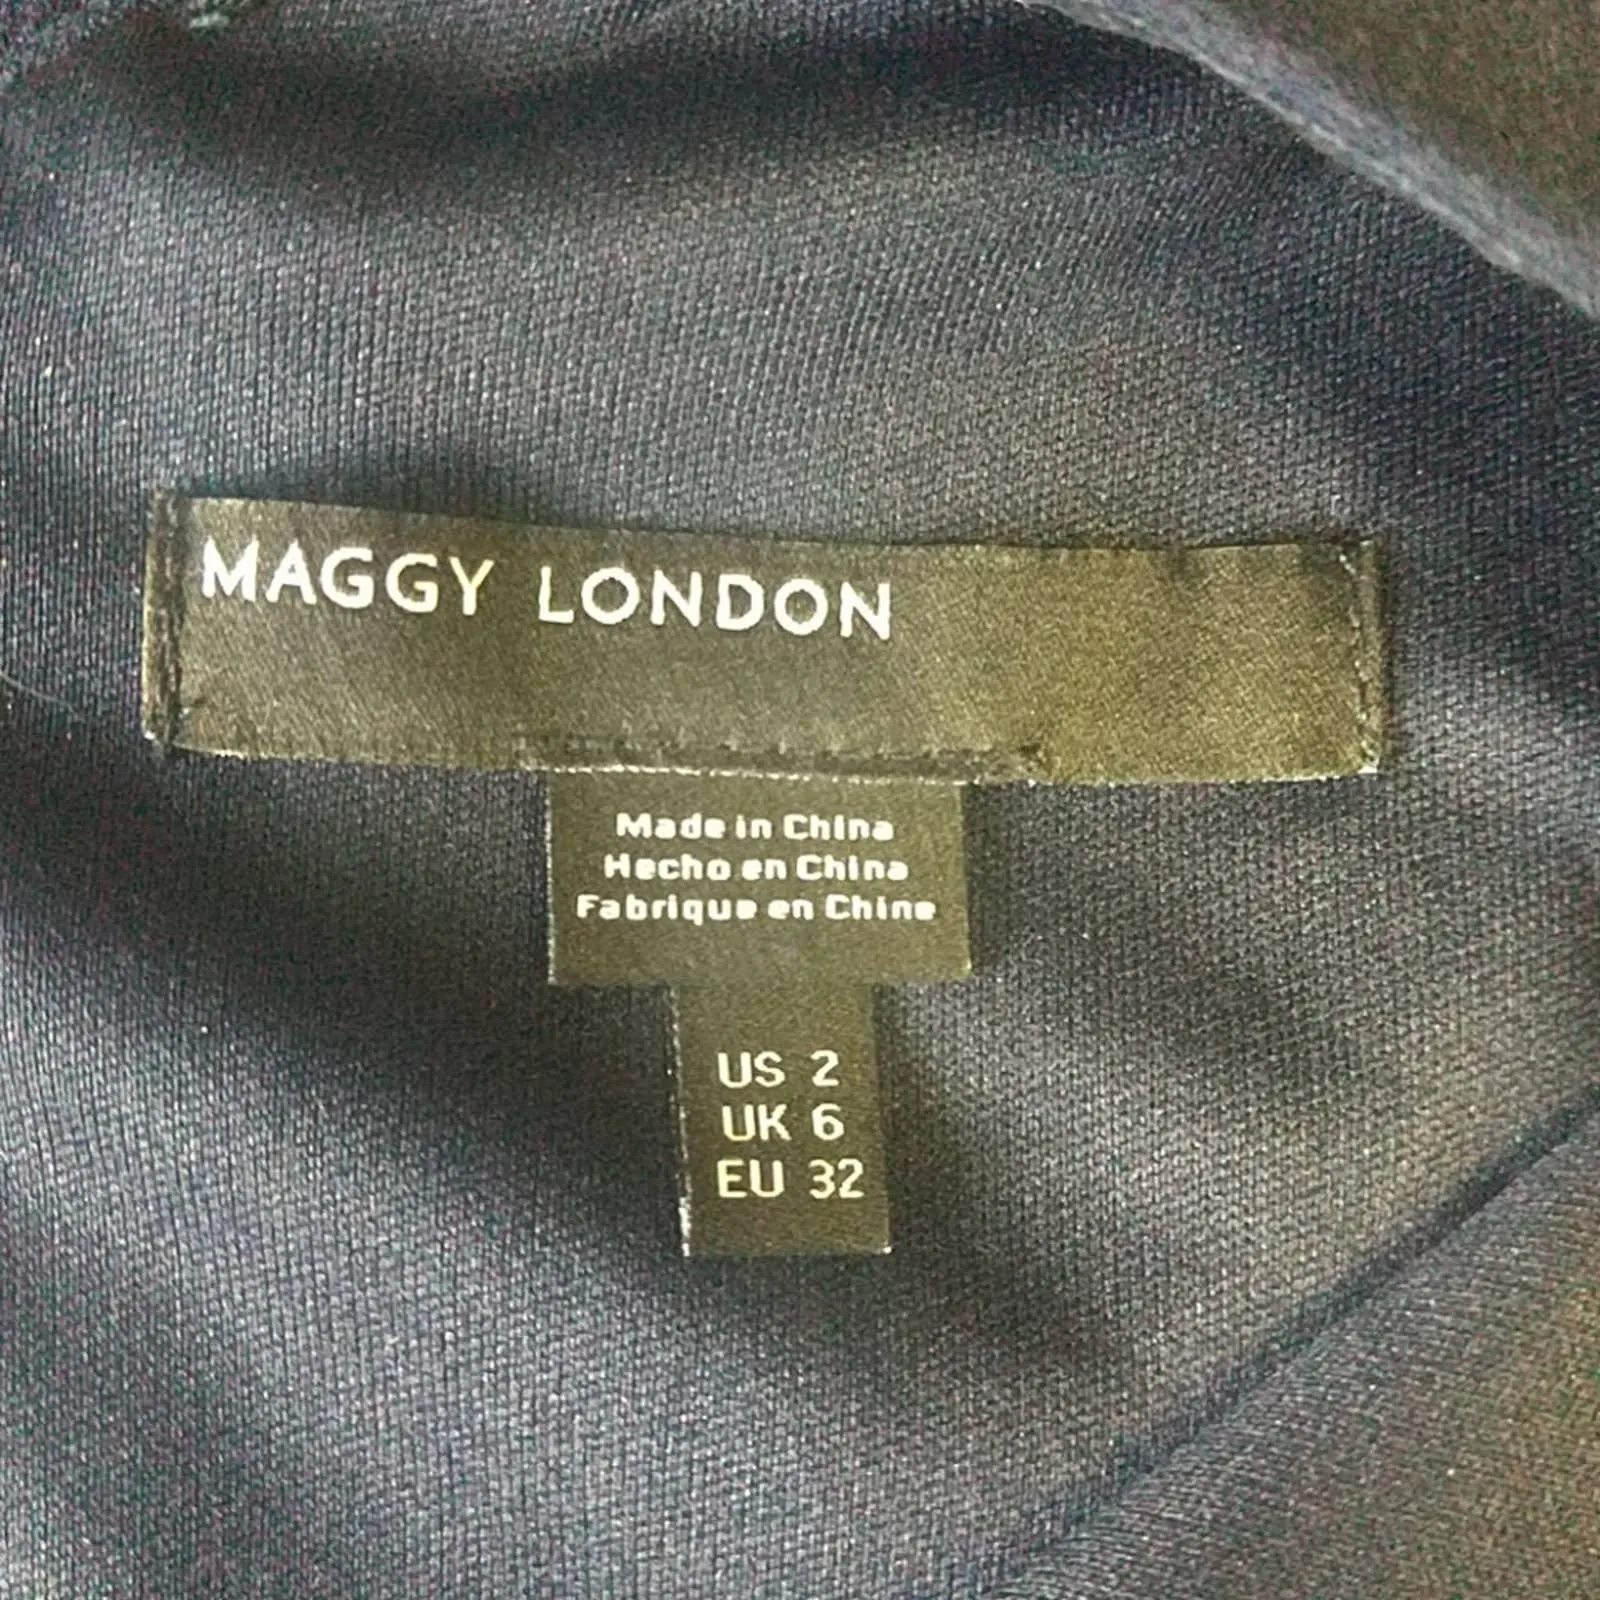 MAGGY LONDON
Made in China
Hecho en China
Fabrique en Chine
US 2
UK 6
EU 32